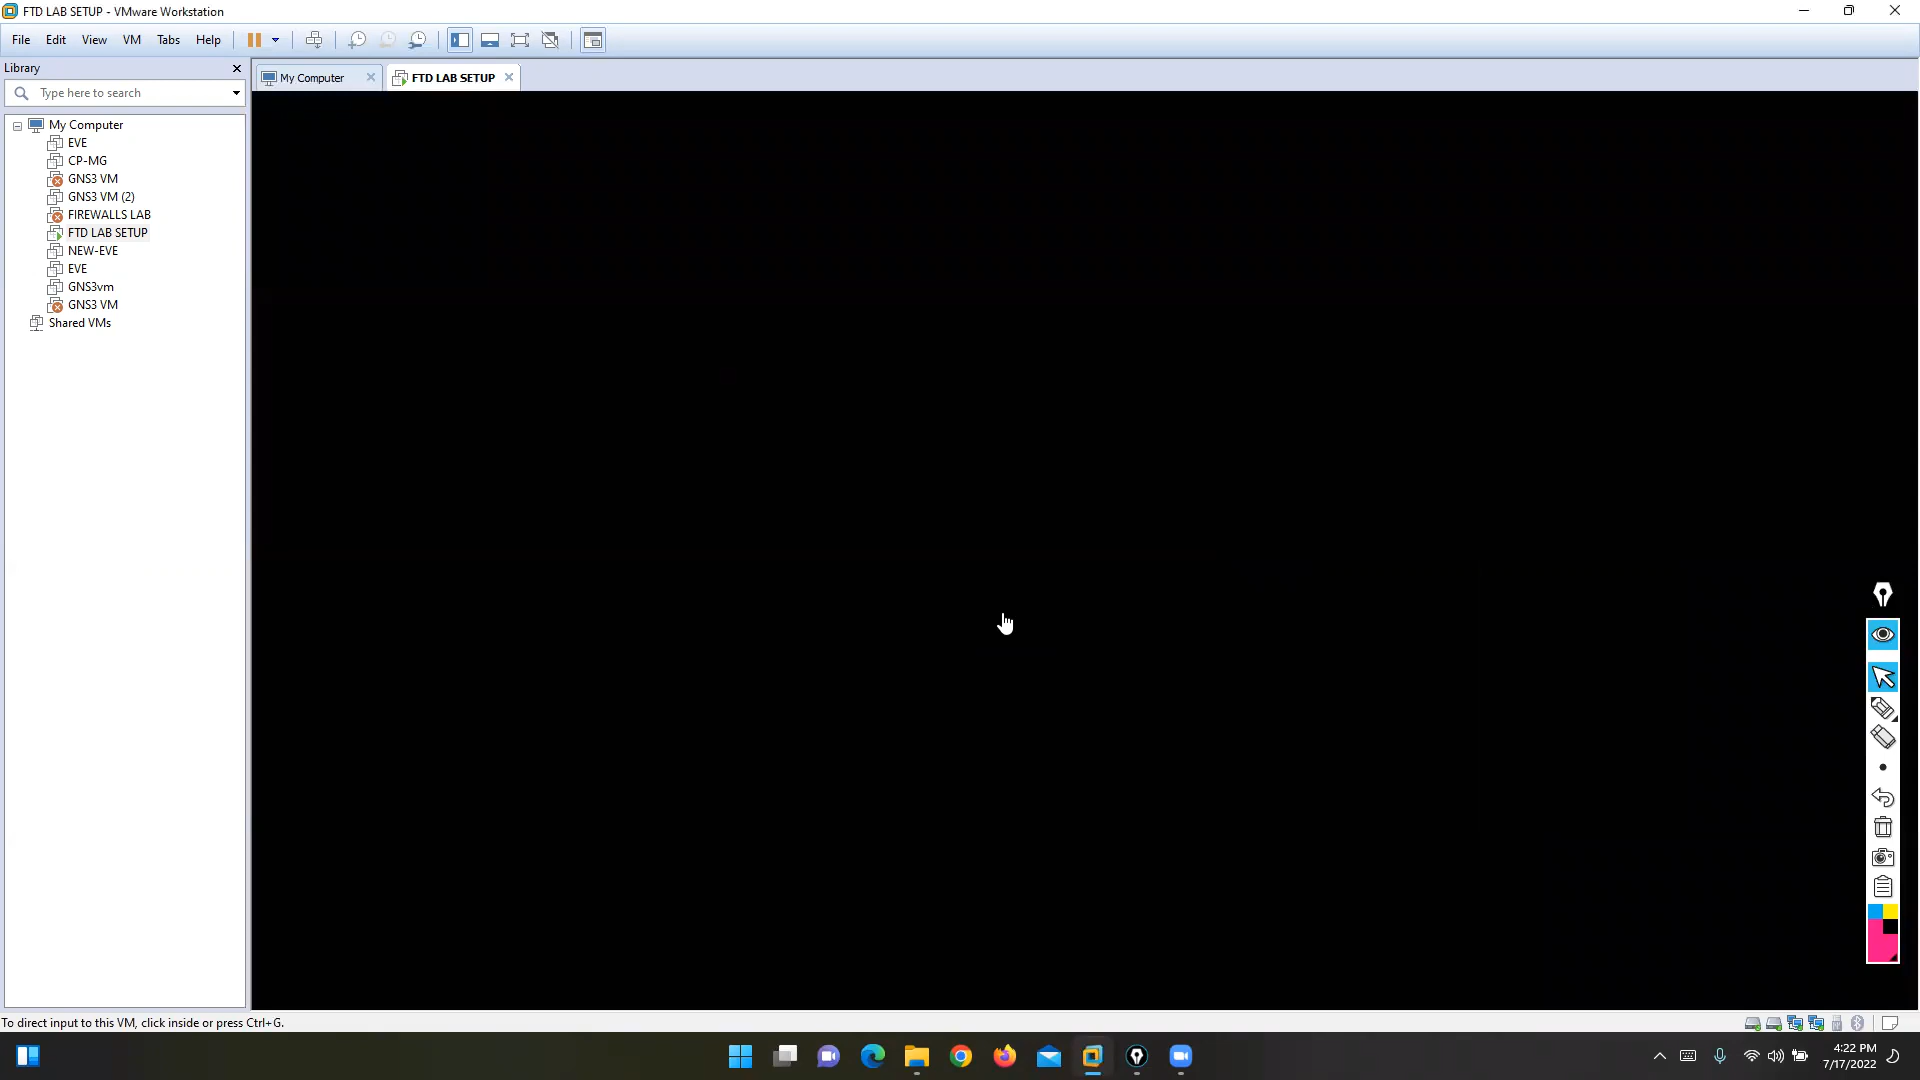 FTD LAB SETUP - VMware Workstation
File Edit View VM Tabs Help
Library
Type here to search
My Computer
FTD LAB SETUP
My Computer
EVE
CP-MG
GNS3 VM
GNS3 VM (2)
FIREWALLS LAB
FTD LAB SETUP
NEW-EVE
EVE
GNS3vm
GNS3 VM
Shared VMs
To direct input to this VM, click inside or press Ctrl+G.
4:22 PM
7/17/2022